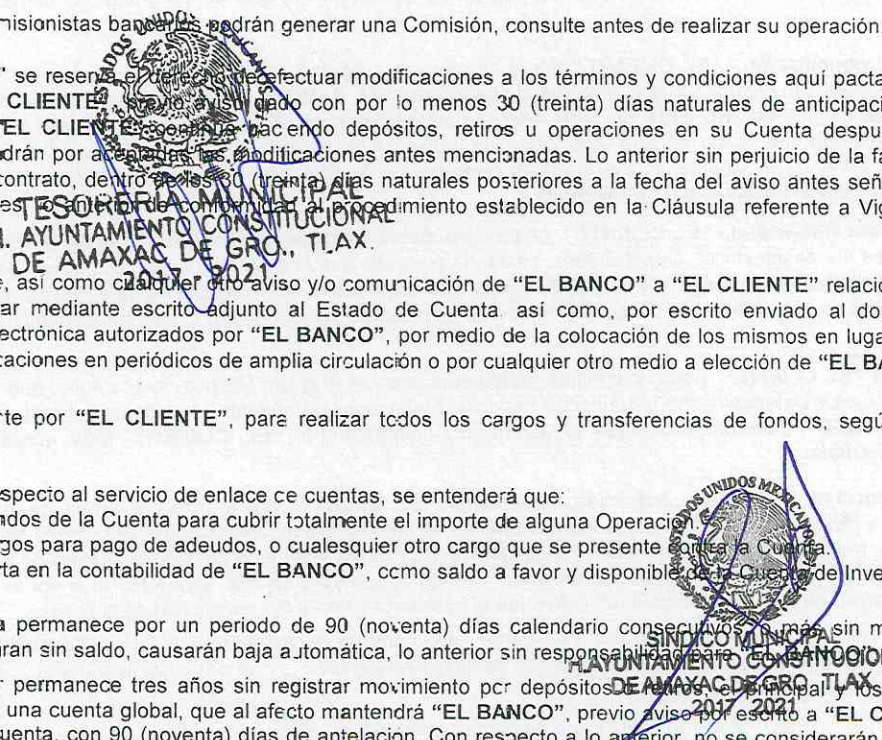 misionistas bancarios podrán generar una Comisión, consulte antes de realizar su operación
" se reserva el derecho de efectuar modificaciones a los términos y condiciones aquí pacta
CLIENTE", previo aviso dado con por lo menos 30 (treinta) días naturales de anticipaci
"EL CLIENTE" continúa haciendo depósitos, retiros u operaciones en su Cuenta despu
drán por aceptadas las modificaciones antes mencionadas. Lo anterior sin perjuicio de la fa
contrato, dentro de los 30 (treinta) días naturales posteriores a la fecha del aviso antes señ
es, lo anterior de conformidad al procedimiento establecido en la Cláusula referente a Vig
ESTADOS UNIDOS MEXICANOS
TESORERIA MUNICIPAL
H. AYUNTAMIENTO CONSTITUCIONAL
DE AMAXAC DE GRO., TLAX.
2017 - 2021
e, así como cualquier otro aviso y/o comunicación de "EL BANCO" a "EL CLIENTE" relacio
ar mediante escrito adjunto al Estado de Cuenta así como, por escrito enviado al do
ectrónica autorizados por "EL BANCO", por medio de la colocación de los mismos en luga
caciones en periódicos de amplia circulación o por cualquier otro medio a elección de "EL BA
rte por "EL CLIENTE", para realizar todos los cargos y transferencias de fondos, segú
specto al servicio de enlace de cuentas, se entenderá que:
ndos de la Cuenta para cubrir totalmente el importe de alguna Operación.
rgos para pago de adeudos, o cualesquier otro cargo que se presente contra la Cuenta.
rta en la contabilidad de "EL BANCO", como saldo a favor y disponible de la Cuenta de Inve
ESTADOS UNIDOS MEXICANOS
a permanece por un periodo de 90 (noventa) días calendario consecutivos o más sin m
ran sin saldo, causarán baja automática, lo anterior sin responsabilidad para "EL BANCO"
SINDICO MUNICIPAL
H. AYUNTAMIENTO CONSTITUCION
DE AMAXAC DE GRO. TLAX
2017 2021
r permanece tres años sin registrar movimiento por depósitos o retiros, el principal y los
una cuenta global, que al afecto mantendrá "EL BANCO", previo aviso por escrito a "EL C
uenta, con 90 (noventa) días de antelación. Con respecto a lo anterior, no se considerarán